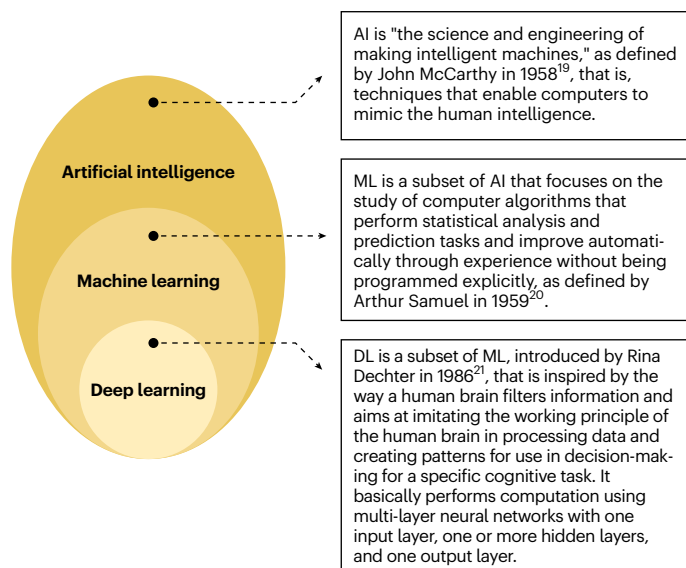 AI is "the science and engineering of
making intelligent machines," as defined
by John McCarthy in 195819, that is,
techniques that enable computers to
mimic the human intelligence.
Artificial intelligence
ML is a subset of AI that focuses on the
study of computer algorithms that
perform statistical analysis and
prediction tasks and improve automati-
cally through experience without being
programmed explicitly, as defined by
Arthur Samuel in 195920.
Machine learning
DL is a subset of ML, introduced by Rina
Dechter in 198621, that is inspired by the
way a human brain filters information and
aims at imitating the working principle of
the human brain in processing data and
creating patterns for use in decision-mak-
ing for a specific cognitive task. It
basically performs computation using
multi-layer neural networks with one
input layer, one or more hidden layers,
and one output layer.
Deep learning